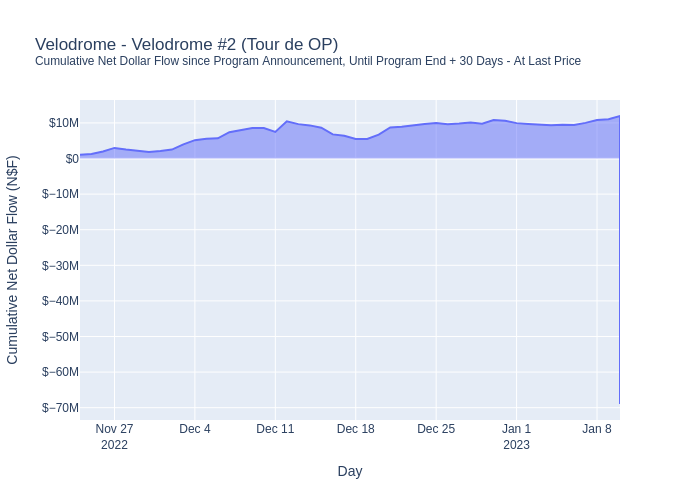 Velodrome - Velodrome #2 (Tour de OP)
Cumulative Net Dollar Flow since Program Announcement, Until Program End + 30 Days - At Last Price
$10M
$0
$−10M
$−20M
$−30M
$−40M
$−50M
$−60M
$−70M
Cumulative Net Dollar Flow (N$F)
Nov 27
2022
Dec 4
Dec 11
Dec 18
Dec 25
Jan 1
2023
Jan 8
Day